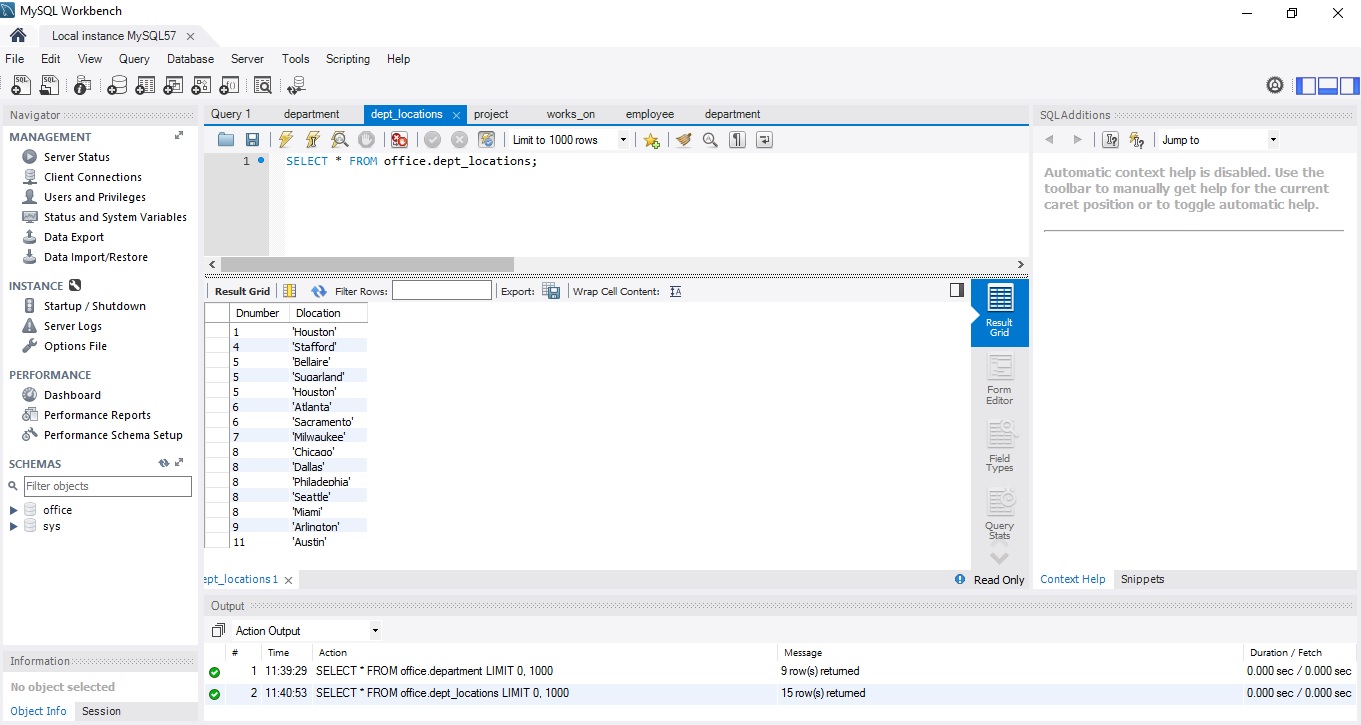 MySQL Workbench
Local instance MySQL57
File Edit View Query Database Server Tools Scripting Help
Navigator
MANAGEMENT
Server Status
Client Connections
Users and Privileges
Status and System Variables
Data Export
Data Import/Restore
INSTANCE
Startup / Shutdown
Server Logs
Options File
PERFORMANCE
Dashboard
Performance Reports
Performance Schema Setup
SCHEMAS
Filter objects
office
sys
Information
No object selected
Object Info Session
Query 1 department dept_locations project works_on employee department
Limit to 1000 rows
1 SELECT * FROM office.dept_locations;
Result Grid Filter Rows: Export: Wrap Cell Content:
Dnumber Dlocation
1 'Houston'
4 'Stafford'
5 'Bellaire'
5 'Sugarland'
5 'Houston'
6 'Atlanta'
6 'Sacramento'
7 'Milwaukee'
8 'Chicago'
8 'Dallas'
8 'Philadephia'
8 'Seattle'
8 'Miami'
9 'Arlington'
11 'Austin'
Result
Grid
Form
Editor
Field
Types
Query
Stats
ept_locations 1
Read Only
SQLAdditions
Jump to
Automatic context help is disabled. Use the
toolbar to manually get help for the current
caret position or to toggle automatic help.
Context Help Snippets
Output
Action Output
# Time Action Message Duration / Fetch
1 11:39:29 SELECT * FROM office.department LIMIT 0, 1000 9 row(s) returned 0.000 sec / 0.000 sec
2 11:40:53 SELECT * FROM office.dept_locations LIMIT 0, 1000 15 row(s) returned 0.000 sec / 0.000 sec